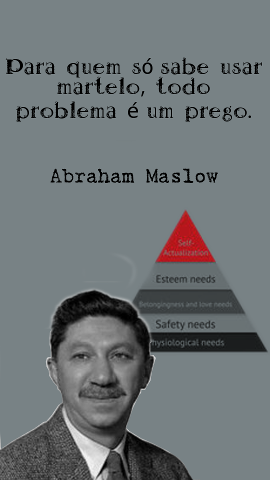 Para quem só sabe usar
martelo, todo
problema é um prego.
Abraham Maslow
Self-
Actualization
Esteem needs
Belongingness and love needs
Safety needs
hysiological needs